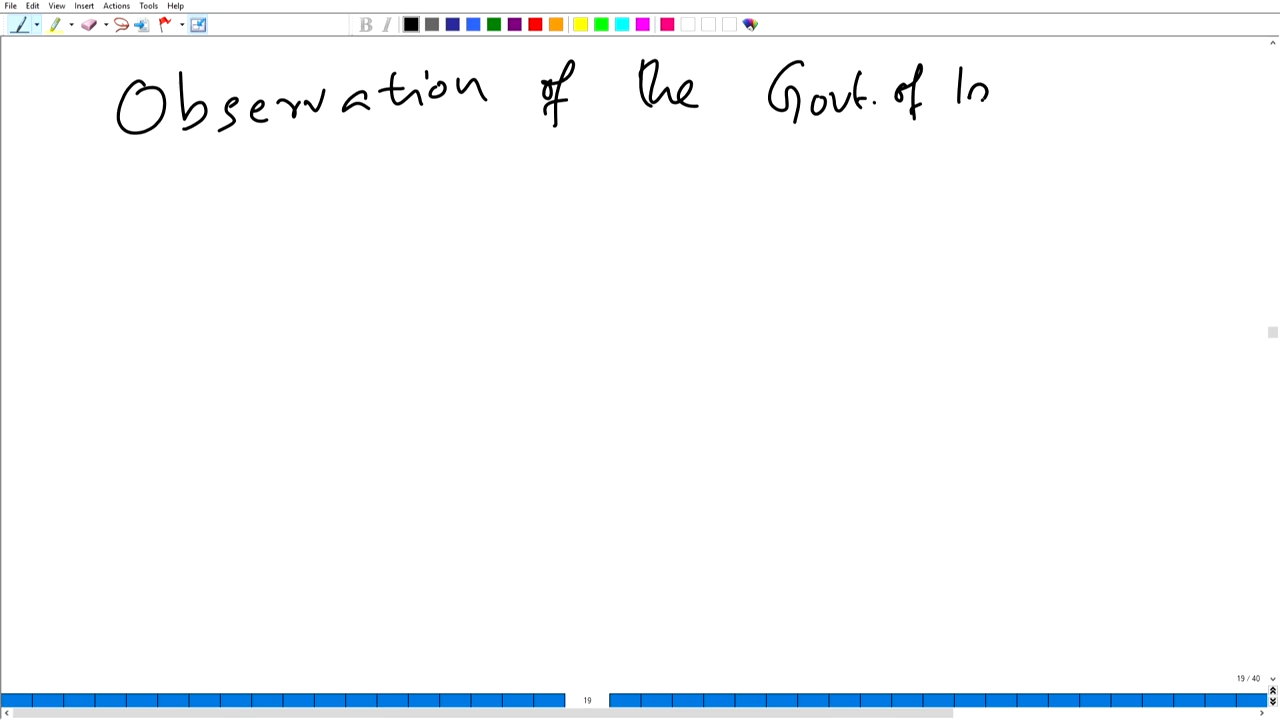 File Edit View Insert Actions Tools Help
B I
Observation of the Govt. of In
19 / 40
19